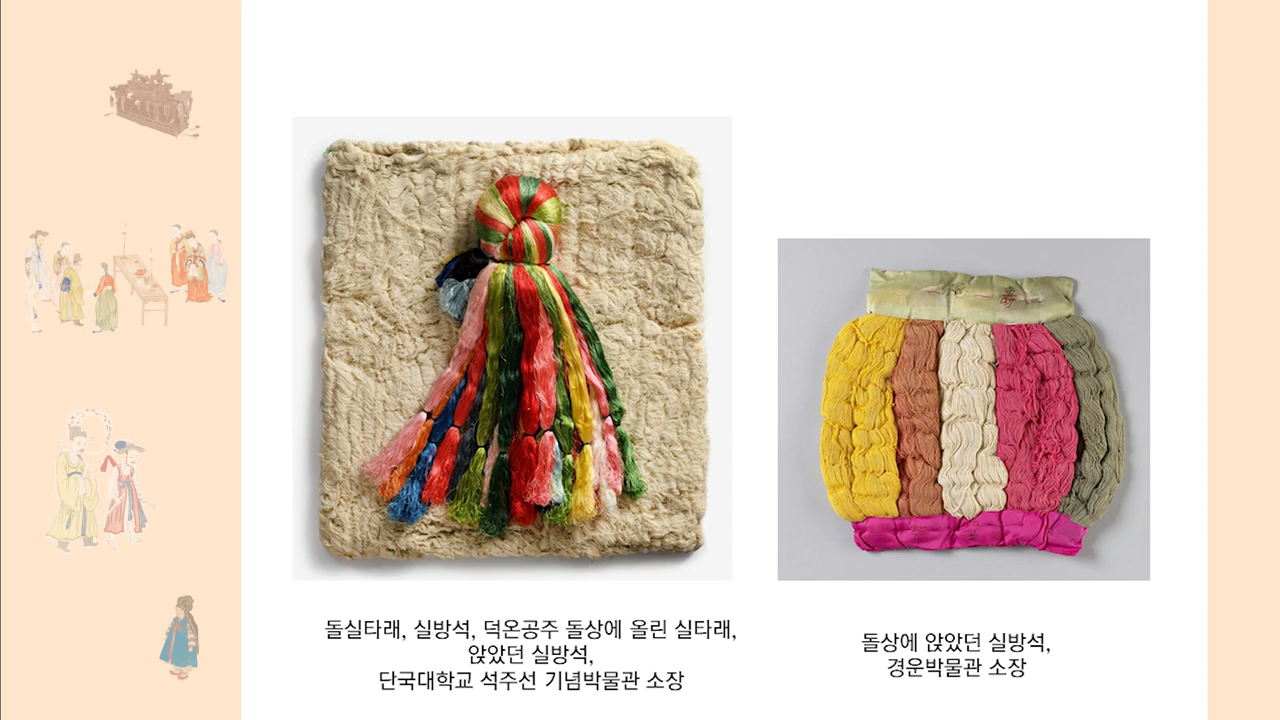 돌실타래, 실방석, 덕온공주 돌상에 올린 실타래,
앉았던 실방석,
단국대학교 석주선 기념박물관 소장
돌상에 앉았던 실방석,
경운박물관 소장